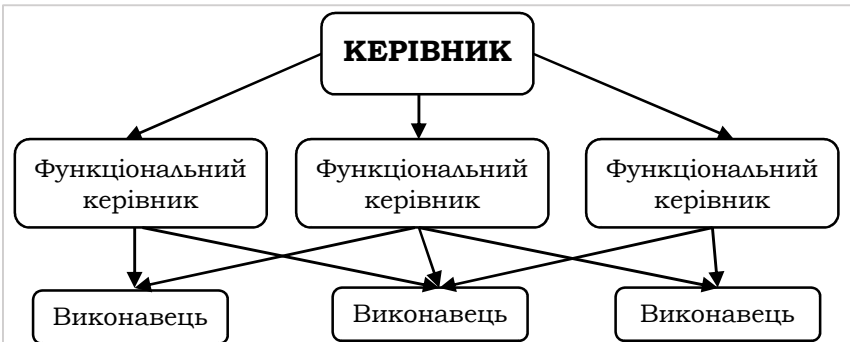 КЕРІВНИК
Функціональний
керівник
Функціональний
керівник
Функціональний
керівник
Виконавець
Виконавець
Виконавець